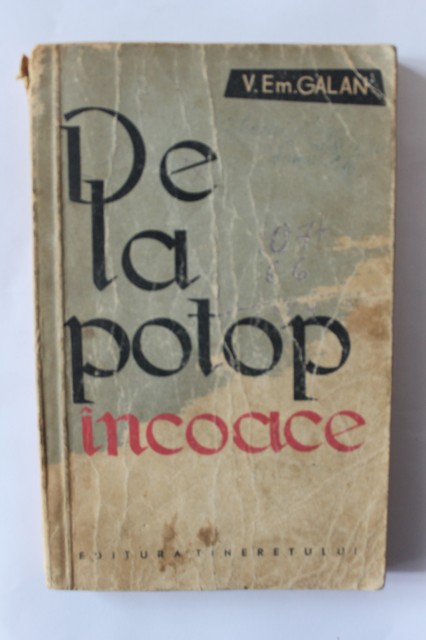 V. Em. GALAN
De
la
potop
încoace
EDITURA TINERETULUI